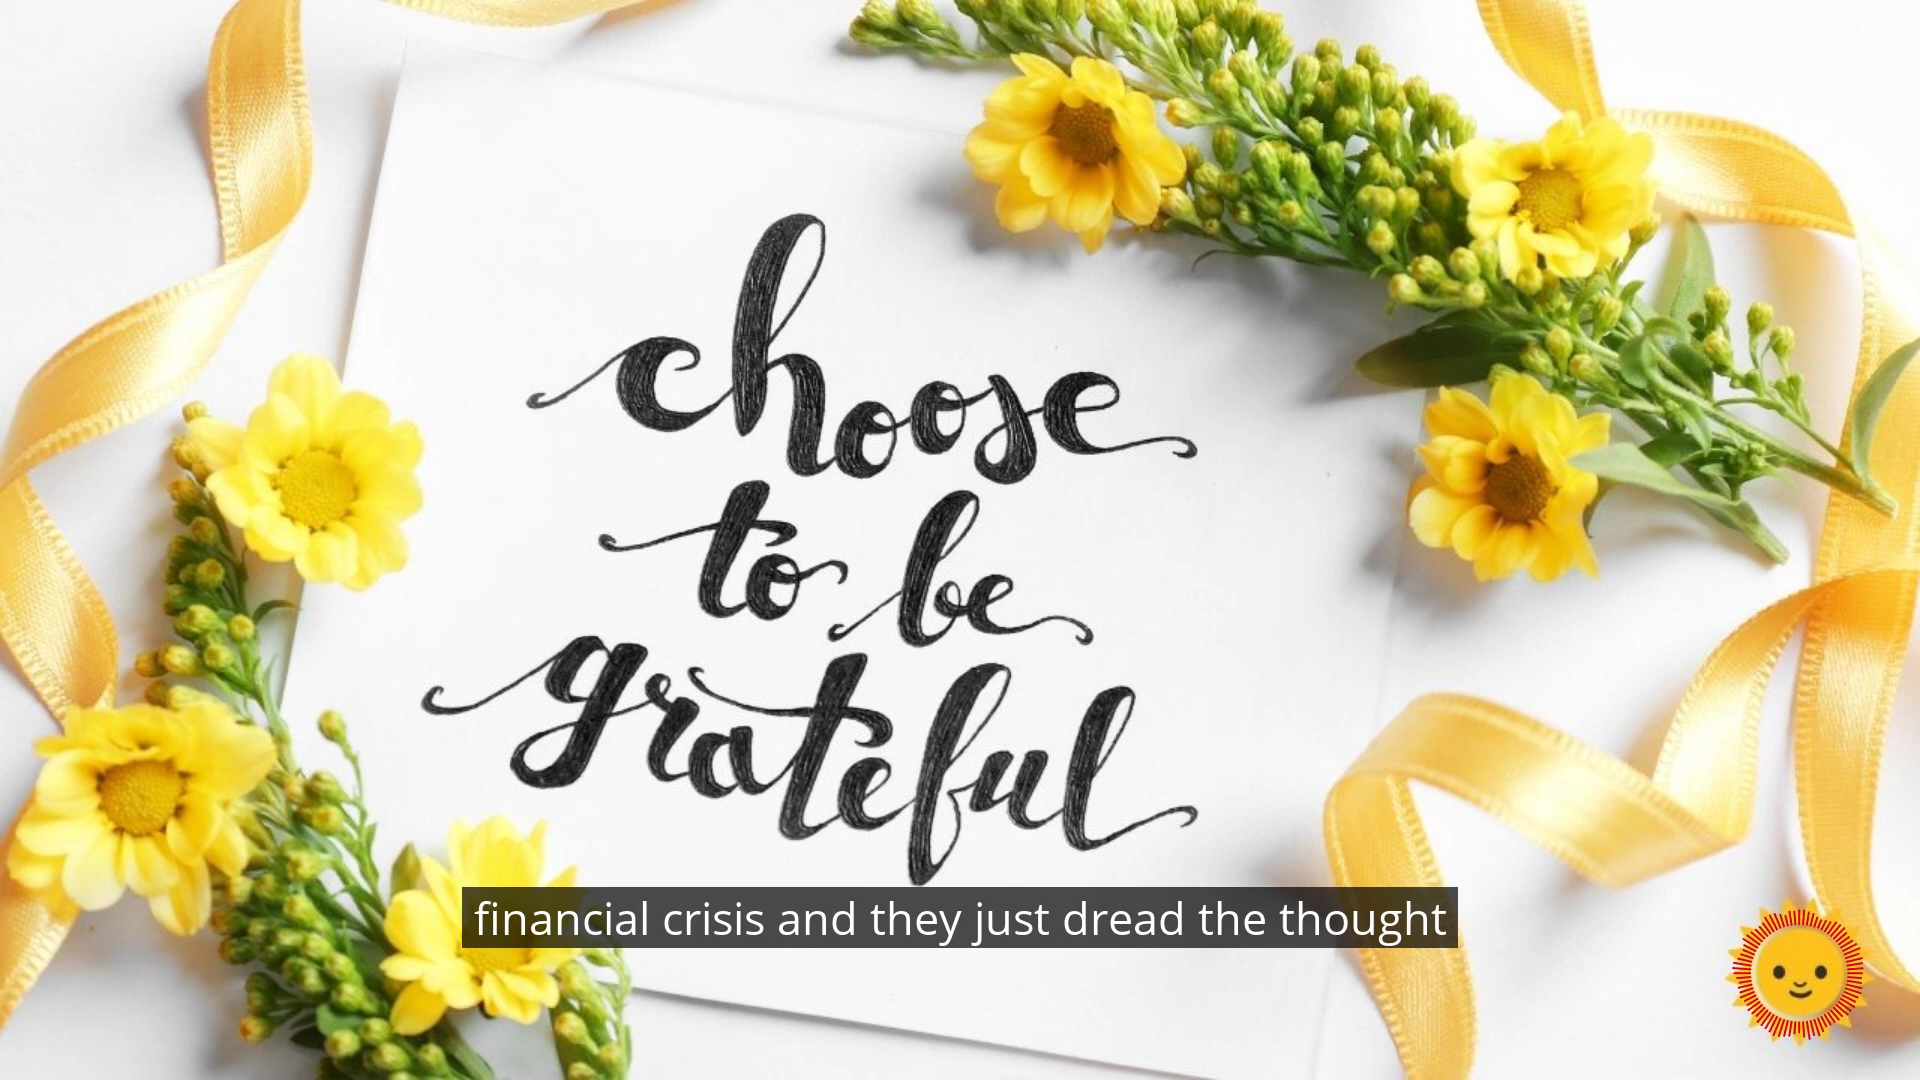 choose
to be
grateful
financial crisis and they just dread the thought